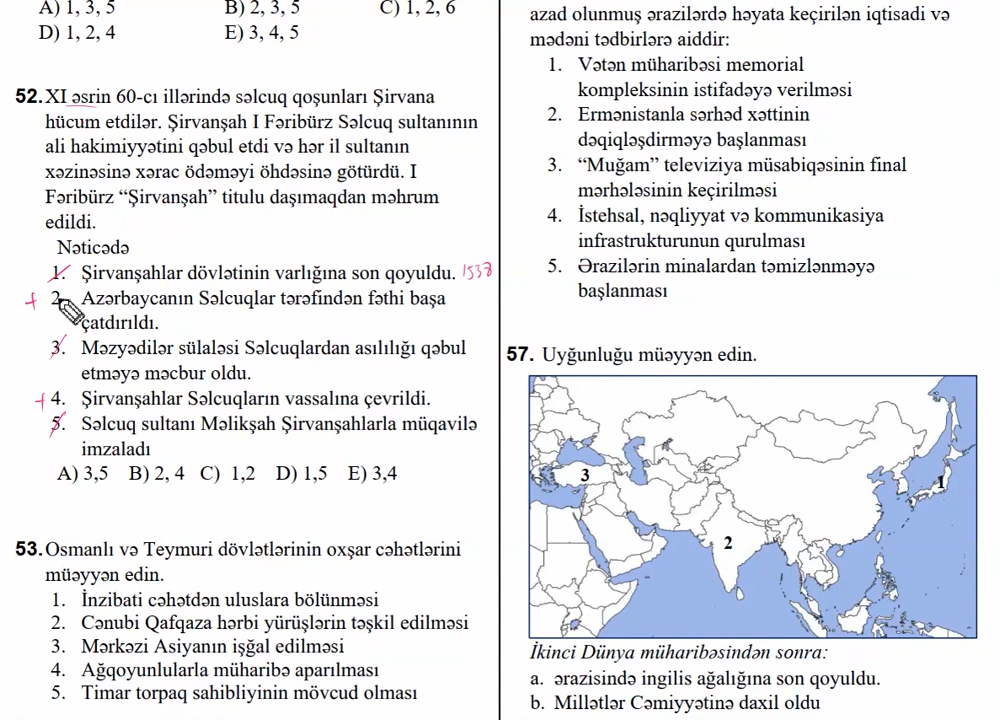 A) 1, 3, 5 B) 2, 3, 5 C) 1, 2, 6
D) 1, 2, 4 E) 3, 4, 5
52. XI əsrin 60-cı illərində səlcuq qoşunları Şirvana
hücum etdilər. Şirvanşah I Fəribürz Səlcuq sultanının
ali hakimiyyətini qəbul etdi və hər il sultanın
xəzinəsinə xərac ödəməyi öhdəsinə götürdü. I
Fəribürz “Şirvanşah” titulu daşımaqdan məhrum
edildi.
Nəticədə
1. Şirvanşahlar dövlətinin varlığına son qoyuldu. 1538
+ 2. Azərbaycanın Səlcuqlar tərəfindən fəthi başa
çatdırıldı.
3. Məzyədilər sülaləsi Səlcuqlardan asılılığı qəbul
etməyə məcbur oldu.
+ 4. Şirvanşahlar Səlcuqların vassalına çevrildi.
5. Səlcuq sultanı Məlikşah Şirvanşahlarla müqavilə
imzaladı
A) 3,5 B) 2, 4 C) 1,2 D) 1,5 E) 3,4
53. Osmanlı və Teymuri dövlətlərinin oxşar cəhətlərini
müəyyən edin.
1. İnzibati cəhətdən uluslara bölünməsi
2. Cənubi Qafqaza hərbi yürüşlərin təşkil edilməsi
3. Mərkəzi Asiyanın işğal edilməsi
4. Ağqoyunlularla müharibə aparılması
5. Timar torpaq sahibliyinin mövcud olması
azad olunmuş ərazilərdə həyata keçirilən iqtisadi və
mədəni tədbirlərə aiddir:
1. Vətən müharibəsi memorial
kompleksinin istifadəyə verilməsi
2. Ermənistanla sərhəd xəttinin
dəqiqləşdirməyə başlanması
3. “Muğam” televiziya müsabiqəsinin final
mərhələsinin keçirilməsi
4. İstehsal, nəqliyyat və kommunikasiya
infrastrukturunun qurulması
5. Ərazilərin minalardan təmizlənməyə
başlanması
57. Uyğunluğu müəyyən edin.
3
1
2
İkinci Dünya müharibəsindən sonra:
a. ərazisində ingilis ağalığına son qoyuldu.
b. Millətlər Cəmiyyətinə daxil oldu